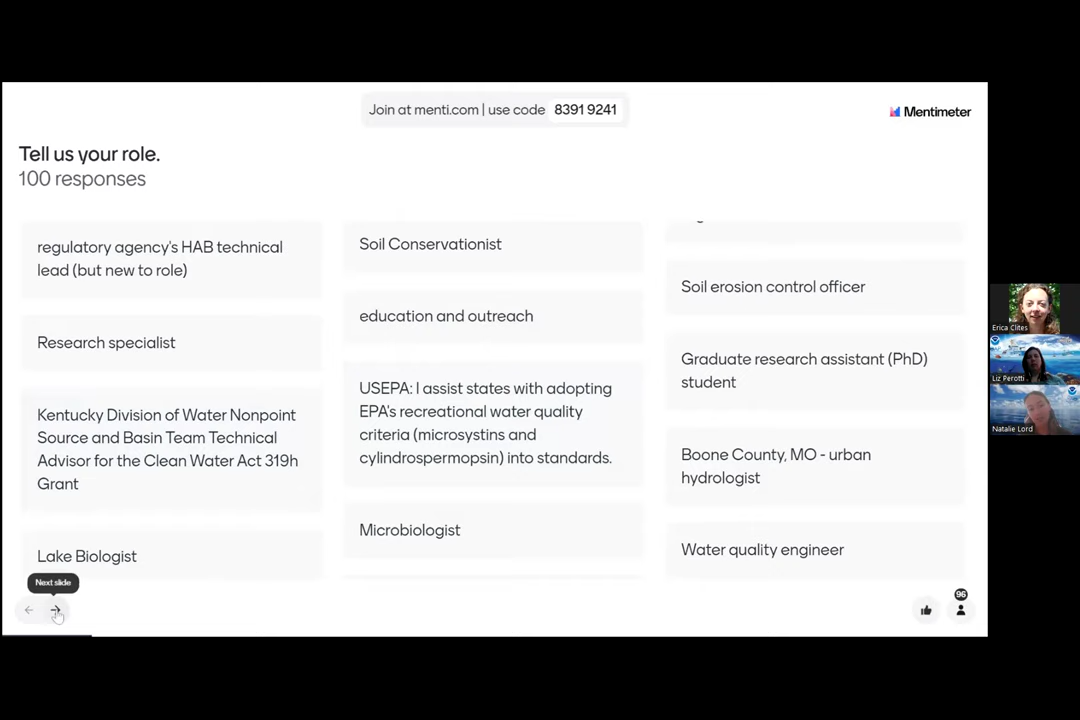 Join at menti.com | use code 8391 9241
Mentimeter
Tell us your role.
100 responses
regulatory agency's HAB technical
lead (but new to role)
Research specialist
Kentucky Division of Water Nonpoint
Source and Basin Team Technical
Advisor for the Clean Water Act 319h
Grant
Lake Biologist
Soil Conservationist
education and outreach
USEPA: I assist states with adopting
EPA's recreational water quality
criteria (microsystins and
cylindrospermopsin) into standards.
Microbiologist
Soil erosion control officer
Graduate research assistant (PhD)
student
Boone County, MO - urban
hydrologist
Water quality engineer
Next slide
96
Erica Clites
Liz Perotti
Natalie Lord